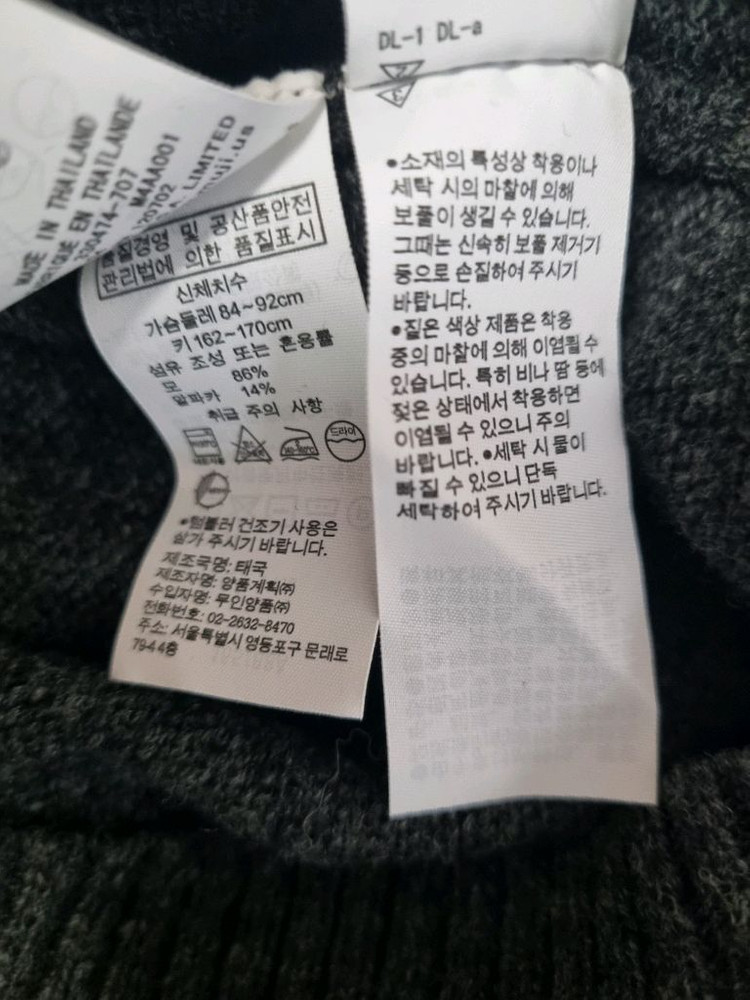 MADE IN THAILAND
FABRIQUE EN THAILANDE
330474-707
M4AA001
LIMITED
muji.us
DL-1 DL-a
품질경영 및 공산품안전
관리법에 의한 품질표시
신체치수
가슴둘레 84~92cm
키 162~170cm
섬유 조성 또는 혼용률
모 86%
알파카 14%
취급 주의 사항
드라이
•텀블러 건조기 사용은
삼가 주시기 바랍니다.
제조국명: 태국
제조자명: 양품계획㈜
수입자명: 무인양품㈜
전화번호: 02-2632-8470
주소: 서울특별시 영등포구 문래로
79 4층
•소재의 특성상 착용이나
세탁 시의 마찰에 의해
보풀이 생길 수 있습니다.
그때는 신속히 보풀 제거기
등으로 손질하여 주시기
바랍니다.
•짙은 색상 제품은 착용
중의 마찰에 의해 이염될 수
있습니다. 특히 비나 땀 등에
젖은 상태에서 착용하면
이염될 수 있으니 주의
바랍니다. •세탁 시 물이
빠질 수 있으니 단독
세탁하여 주시기 바랍니다.